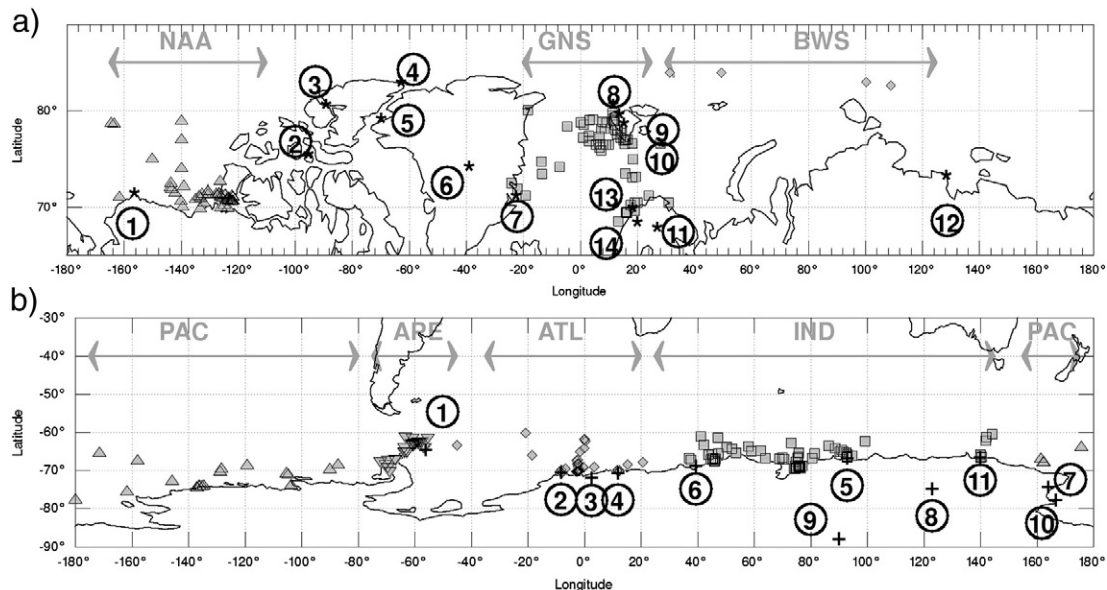 a)
NAA GNS BWS
3 4 8
80°
2 5 9
10
6
70° 1 7 13 14 11 12
Latitude
-180 -160° -140° -120° -100° -80° -60° -40° -20° 0° 20° 40° 60° 80° 100° 120° 140° 160° 180°
Longitude
b)
-30°
PAC ARE ATL IND PAC
-40°
-50°
1
-60°
-70°
2 3 4 6 5 11 7
-80°
9 8 10
-90°
Latitude
-180 -160° -140° -120° -100° -80° -60° -40° -20° 0° 20° 40° 60° 80° 100° 120° 140° 160° 180°
Longitude